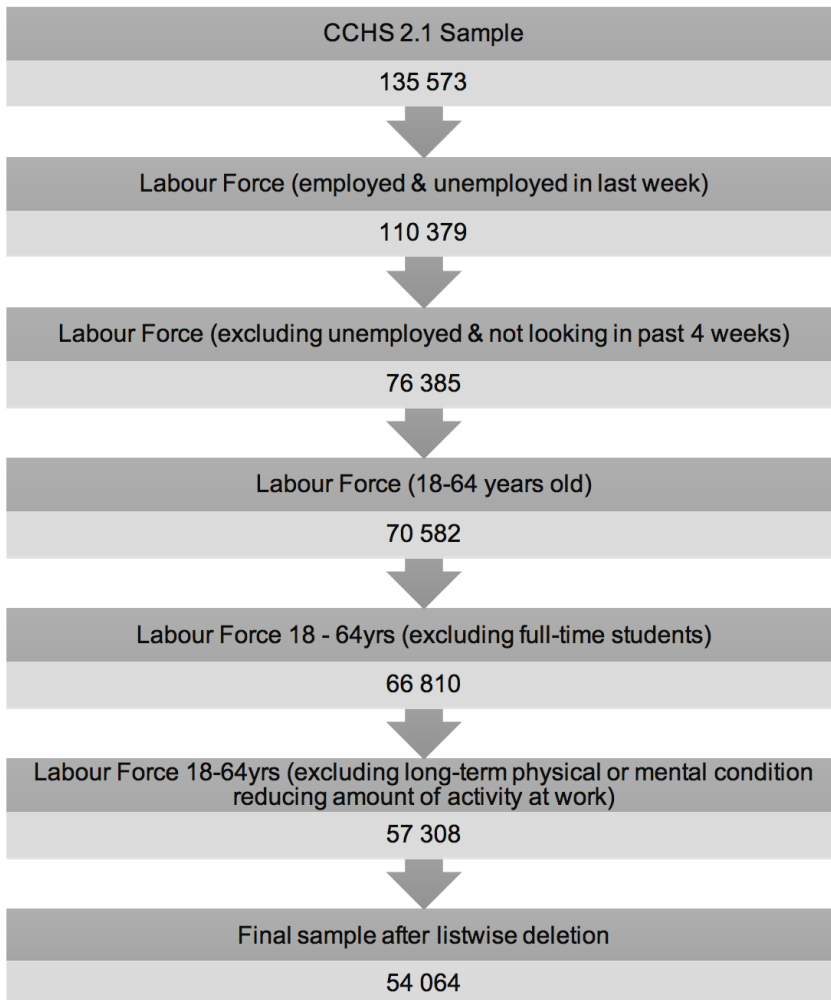 CCHS 2.1 Sample
135 573
Labour Force (employed & unemployed in last week)
110 379
Labour Force (excluding unemployed & not looking in past 4 weeks)
76 385
Labour Force (18-64 years old)
70 582
Labour Force 18 - 64yrs (excluding full-time students)
66 810
Labour Force 18-64yrs (excluding long-term physical or mental condition
reducing amount of activity at work)
57 308
Final sample after listwise deletion
54 064